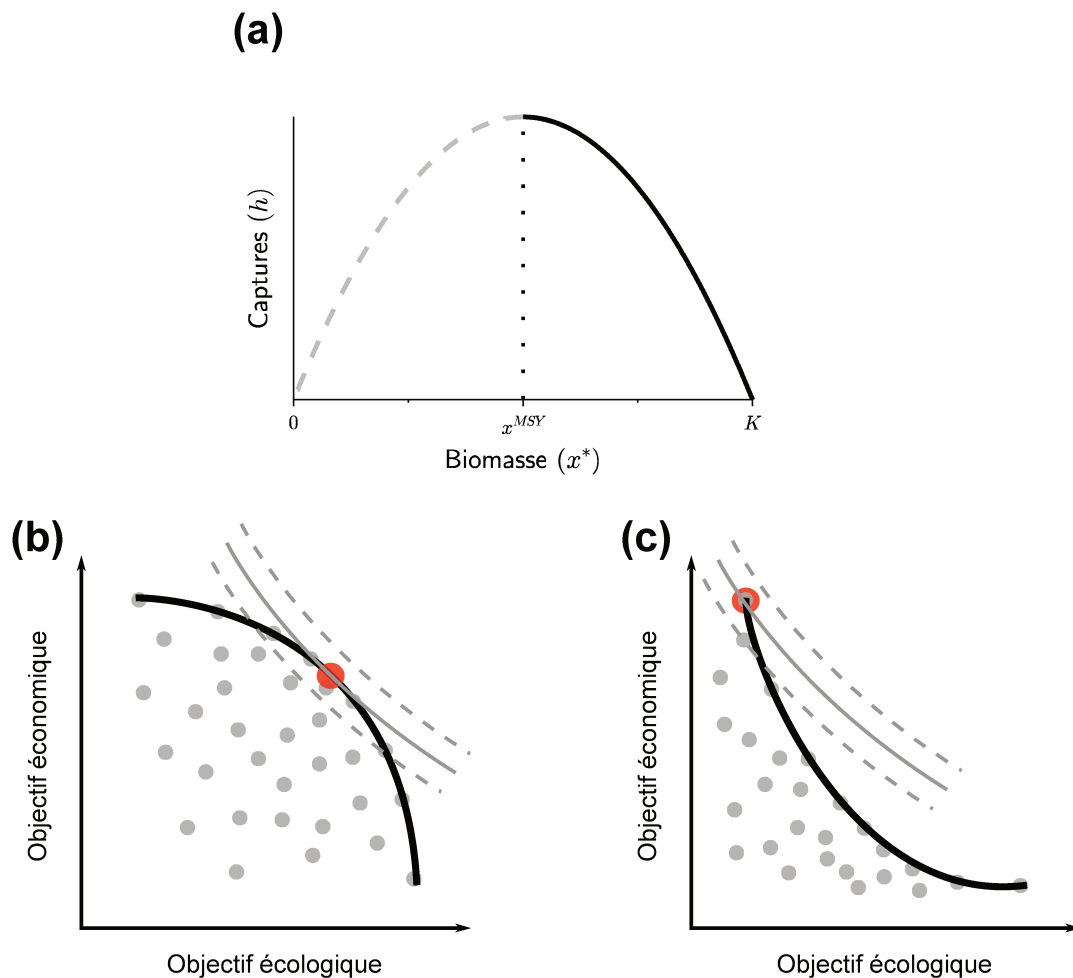 (a)
Captures (h)
0
x^{MSY}
K
Biomasse (x*)
(b)
(c)
Objectif économique
Objectif économique
Objectif écologique
Objectif écologique